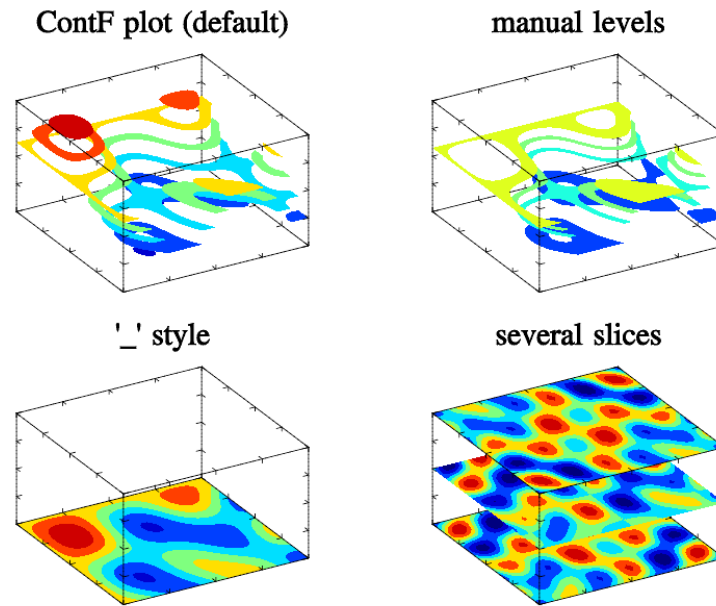 ContF plot (default)
manual levels
'_' style
several slices